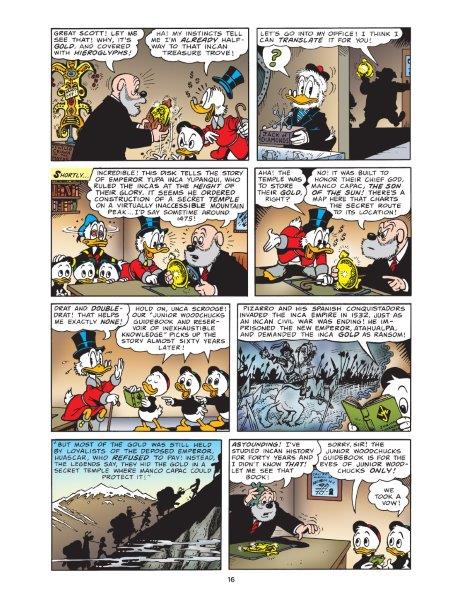 GREAT SCOTT! LET ME
SEE THAT! WHY, IT'S
GOLD, AND COVERED
WITH HIEROGLYPHS!
HA! MY INSTINCTS TELL
ME I'M ALREADY HALF-
WAY TO THAT INCAN
TREASURE TROVE!
LET'S GO INTO MY OFFICE! I THINK I
CAN TRANSLATE IT FOR YOU!
?
JACK OF
DIAMONDS
SHORTLY...
INCREDIBLE! THIS DISK TELLS THE STORY
OF EMPEROR TUPA INCA YUPANQUI, WHO
RULED THE INCAS AT THE HEIGHT OF
THEIR GLORY. IT SEEMS HE ORDERED
CONSTRUCTION OF A SECRET TEMPLE
ON A VIRTUALLY INACCESSIBLE MOUNTAIN
PEAK... I'D SAY SOMETIME AROUND
1475!
AHA! THE
TEMPLE WAS
TO STORE
THEIR GOLD,
RIGHT?
NO! IT WAS BUILT TO
HONOR THEIR CHIEF GOD,
MANCO CAPAC, THE SON
OF THE SUN! THERE'S A
MAP HERE THAT CHARTS
THE SECRET ROUTE
TO ITS LOCATION!
DRAT AND DOUBLE-
DRAT! THAT HELPS
ME EXACTLY NONE!
HOLD ON, UNCA SCROOGE! OUR
"JUNIOR WOODCHUCKS
GUIDEBOOK AND RESER-
VOIR OF INEXHAUSTIBLE
KNOWLEDGE" PICKS UP THE
STORY ALMOST SIXTY YEARS
LATER!
PIZARRO AND HIS SPANISH CONQUISTADORS
INVADED THE INCA EMPIRE IN 1532, JUST AS
AN INCAN CIVIL WAR WAS ENDING! HE IM-
PRISONED THE NEW EMPEROR, ATAHUALPA,
AND DEMANDED THE INCA GOLD AS RANSOM!
"BUT MOST OF THE GOLD WAS STILL HELD
BY LOYALISTS OF THE DEPOSED EMPEROR,
HUASCAR, WHO REFUSED TO PAY! INSTEAD,
THE LEGENDS SAY, THEY HID THE GOLD IN A
SECRET TEMPLE WHERE MANCO CAPAC COULD
PROTECT IT!"
ASTOUNDING! I'VE
STUDIED INCAN HISTORY
FOR FORTY YEARS AND
I DIDN'T KNOW THAT!
LET ME SEE THAT
BOOK!
SORRY, SIR! THE
JUNIOR WOODCHUCKS
GUIDEBOOK IS FOR THE
EYES OF JUNIOR WOOD-
CHUCKS ONLY!
WE
TOOK A
VOW!
16